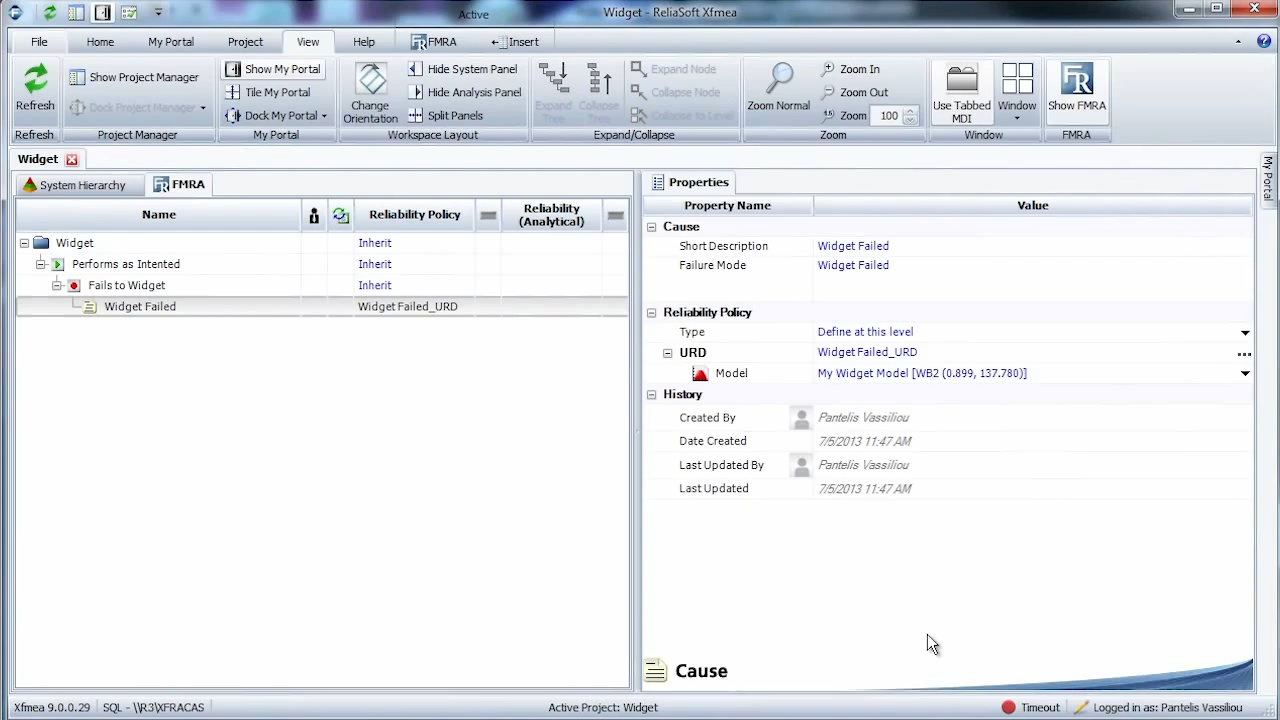 Active
Widget - ReliaSoft Xfmea
File Home My Portal Project View Help FMRA Insert
Refresh
Show Project Manager
Dock Project Manager
Show My Portal
Tile My Portal
Dock My Portal
Change Orientation
Hide System Panel
Hide Analysis Panel
Split Panels
Expand Tree
Collapse Tree
Expand Node
Collapse Node
Collapse to Level
Zoom Normal
Zoom In
Zoom Out
Zoom 100
Use Tabbed MDI
Window
Show FMRA
Refresh Project Manager My Portal Workspace Layout Expand/Collapse Zoom Window FMRA
Widget
My Portal
System Hierarchy FMRA
Name Reliability Policy Reliability (Analytical)
Widget Inherit
Performs as Intended Inherit
Fails to Widget Inherit
Widget Failed Widget Failed_URD
Properties
Property Name Value
Cause
Short Description Widget Failed
Failure Mode Widget Failed
Reliability Policy
Type Define at this level
URD Widget Failed_URD
Model My Widget Model [WB2 (0.899, 137.780)]
History
Created By Pantelis Vassiliou
Date Created 7/5/2013 11:47 AM
Last Updated By Pantelis Vassiliou
Last Updated 7/5/2013 11:47 AM
Cause
Xfmea 9.0.0.29 SQL - \\R3\XFRACAS Active Project: Widget Timeout Logged in as: Pantelis Vassiliou